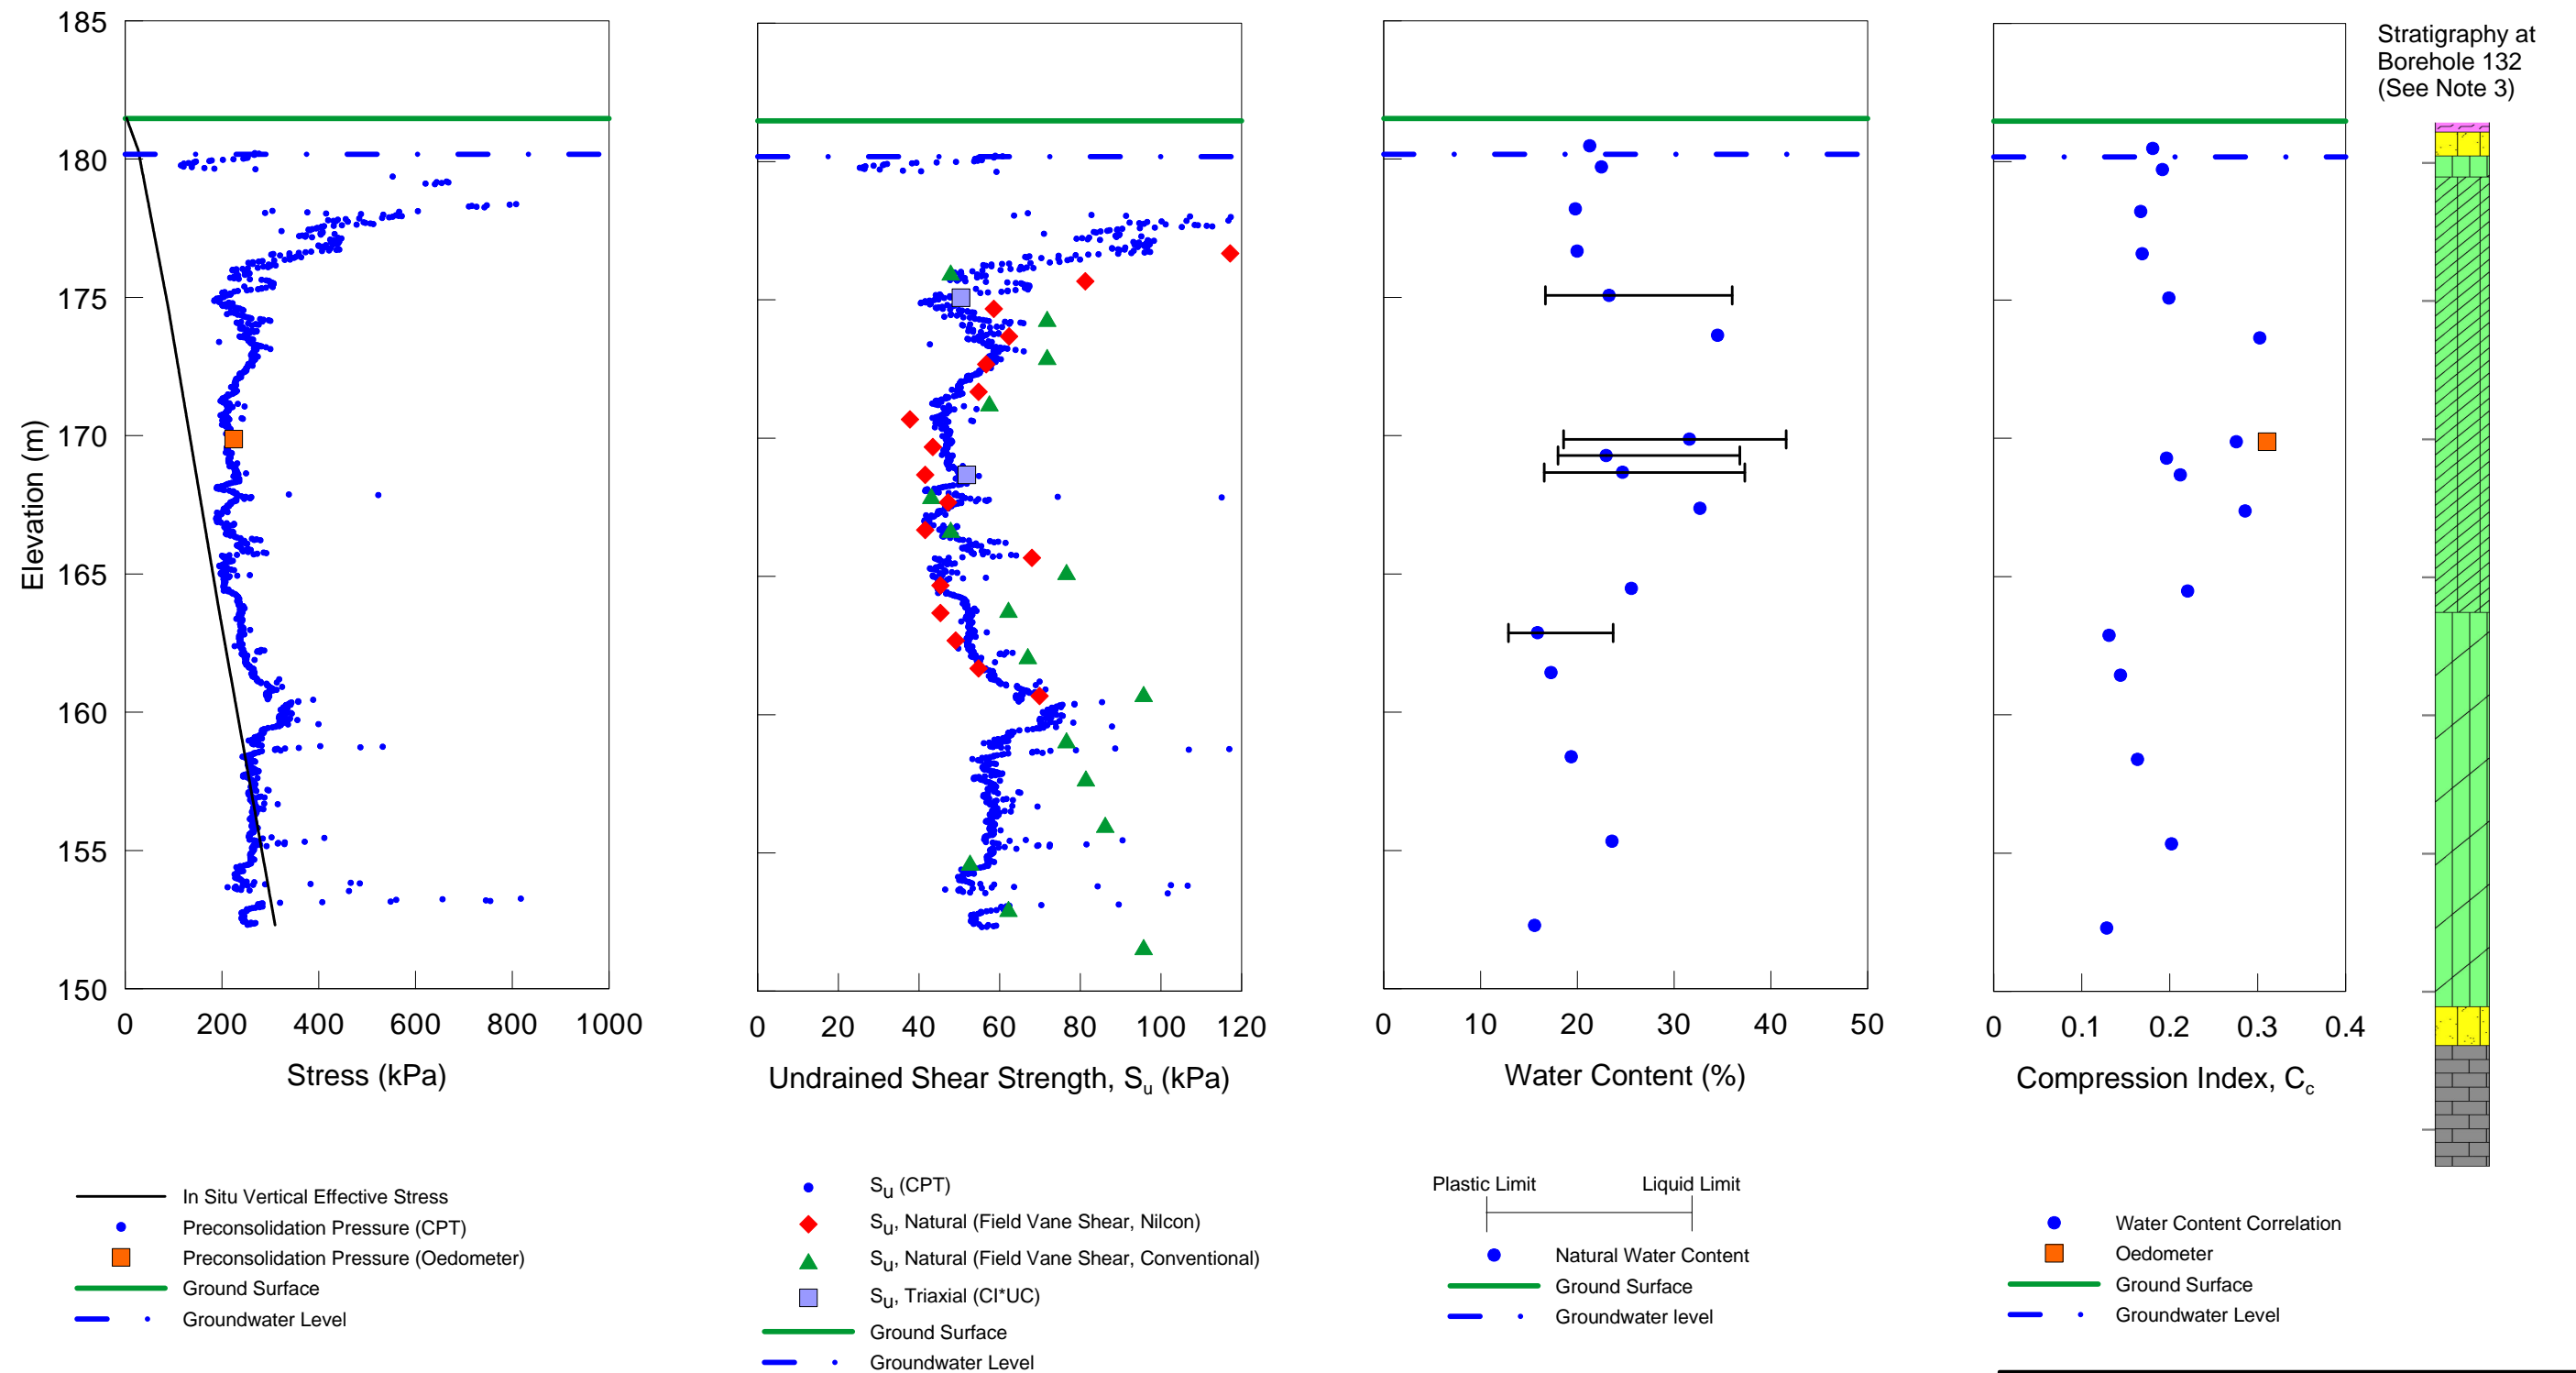 Stratigraphy at
Borehole 132
(See Note 3)
Elevation (m)
185
180
175
170
165
160
155
150
0 200 400 600 800 1000
Stress (kPa)
0 20 40 60 80 100 120
Undrained Shear Strength, Su (kPa)
0 10 20 30 40 50
Water Content (%)
0 0.1 0.2 0.3 0.4
Compression Index, Cc
In Situ Vertical Effective Stress
Preconsolidation Pressure (CPT)
Preconsolidation Pressure (Oedometer)
Ground Surface
Groundwater Level
Su (CPT)
Su, Natural (Field Vane Shear, Nilcon)
Su, Natural (Field Vane Shear, Conventional)
Su, Triaxial (CI*UC)
Ground Surface
Groundwater Level
Plastic Limit Liquid Limit
Natural Water Content
Ground Surface
Groundwater level
Water Content Correlation
Oedometer
Ground Surface
Groundwater Level